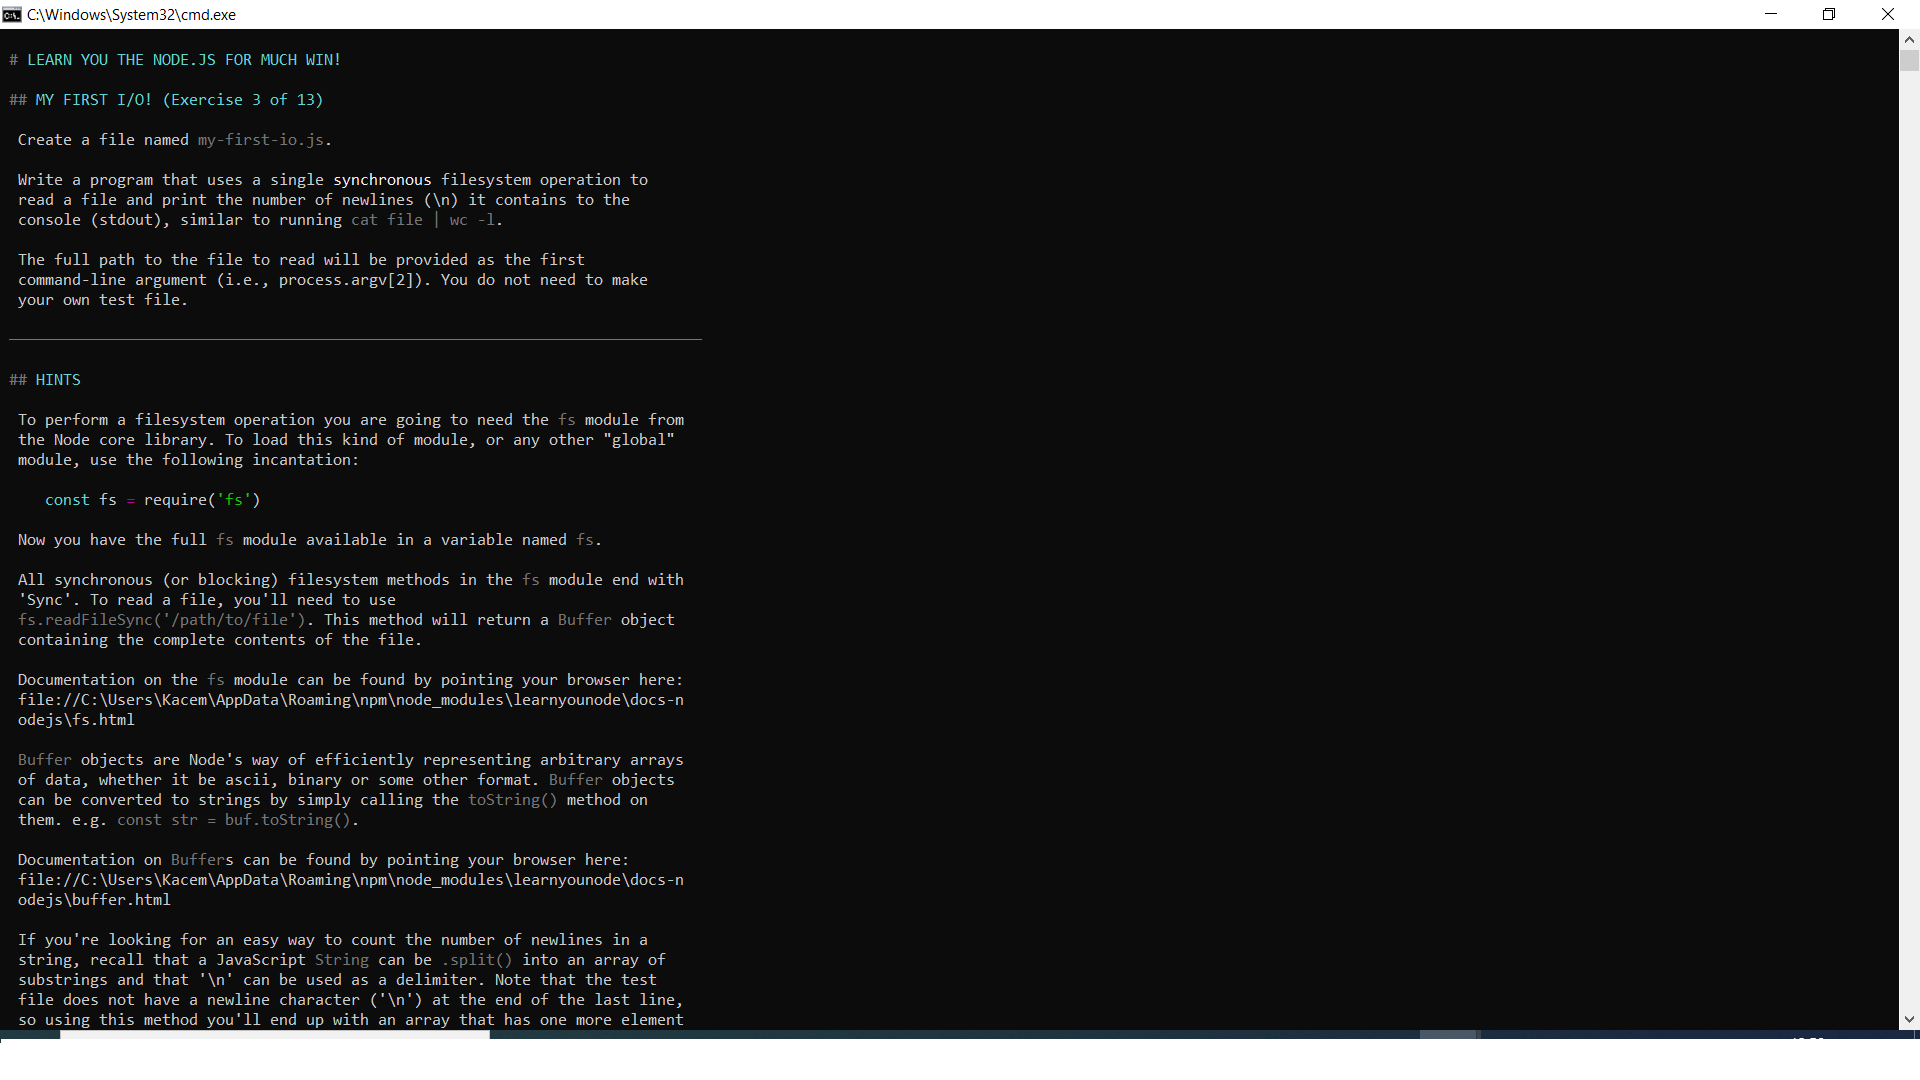 C:\Windows\System32\cmd.exe
# LEARN YOU THE NODE.JS FOR MUCH WIN!
## MY FIRST I/O! (Exercise 3 of 13)
Create a file named my-first-io.js.
Write a program that uses a single synchronous filesystem operation to
read a file and print the number of newlines (\n) it contains to the
console (stdout), similar to running cat file | wc -l.
The full path to the file to read will be provided as the first
command-line argument (i.e., process.argv[2]). You do not need to make
your own test file.
## HINTS
To perform a filesystem operation you are going to need the fs module from
the Node core library. To load this kind of module, or any other "global"
module, use the following incantation:
const fs = require('fs')
Now you have the full fs module available in a variable named fs.
All synchronous (or blocking) filesystem methods in the fs module end with
'Sync'. To read a file, you'll need to use
fs.readFileSync('/path/to/file'). This method will return a Buffer object
containing the complete contents of the file.
Documentation on the fs module can be found by pointing your browser here:
file://C:\Users\Kacem\AppData\Roaming\npm\node_modules\learnyounode\docs-n
odejs\fs.html
Buffer objects are Node's way of efficiently representing arbitrary arrays
of data, whether it be ascii, binary or some other format. Buffer objects
can be converted to strings by simply calling the toString() method on
them. e.g. const str = buf.toString().
Documentation on Buffers can be found by pointing your browser here:
file://C:\Users\Kacem\AppData\Roaming\npm\node_modules\learnyounode\docs-n
odejs\buffer.html
If you're looking for an easy way to count the number of newlines in a
string, recall that a JavaScript String can be .split() into an array of
substrings and that '\n' can be used as a delimiter. Note that the test
file does not have a newline character ('\n') at the end of the last line,
so using this method you'll end up with an array that has one more element